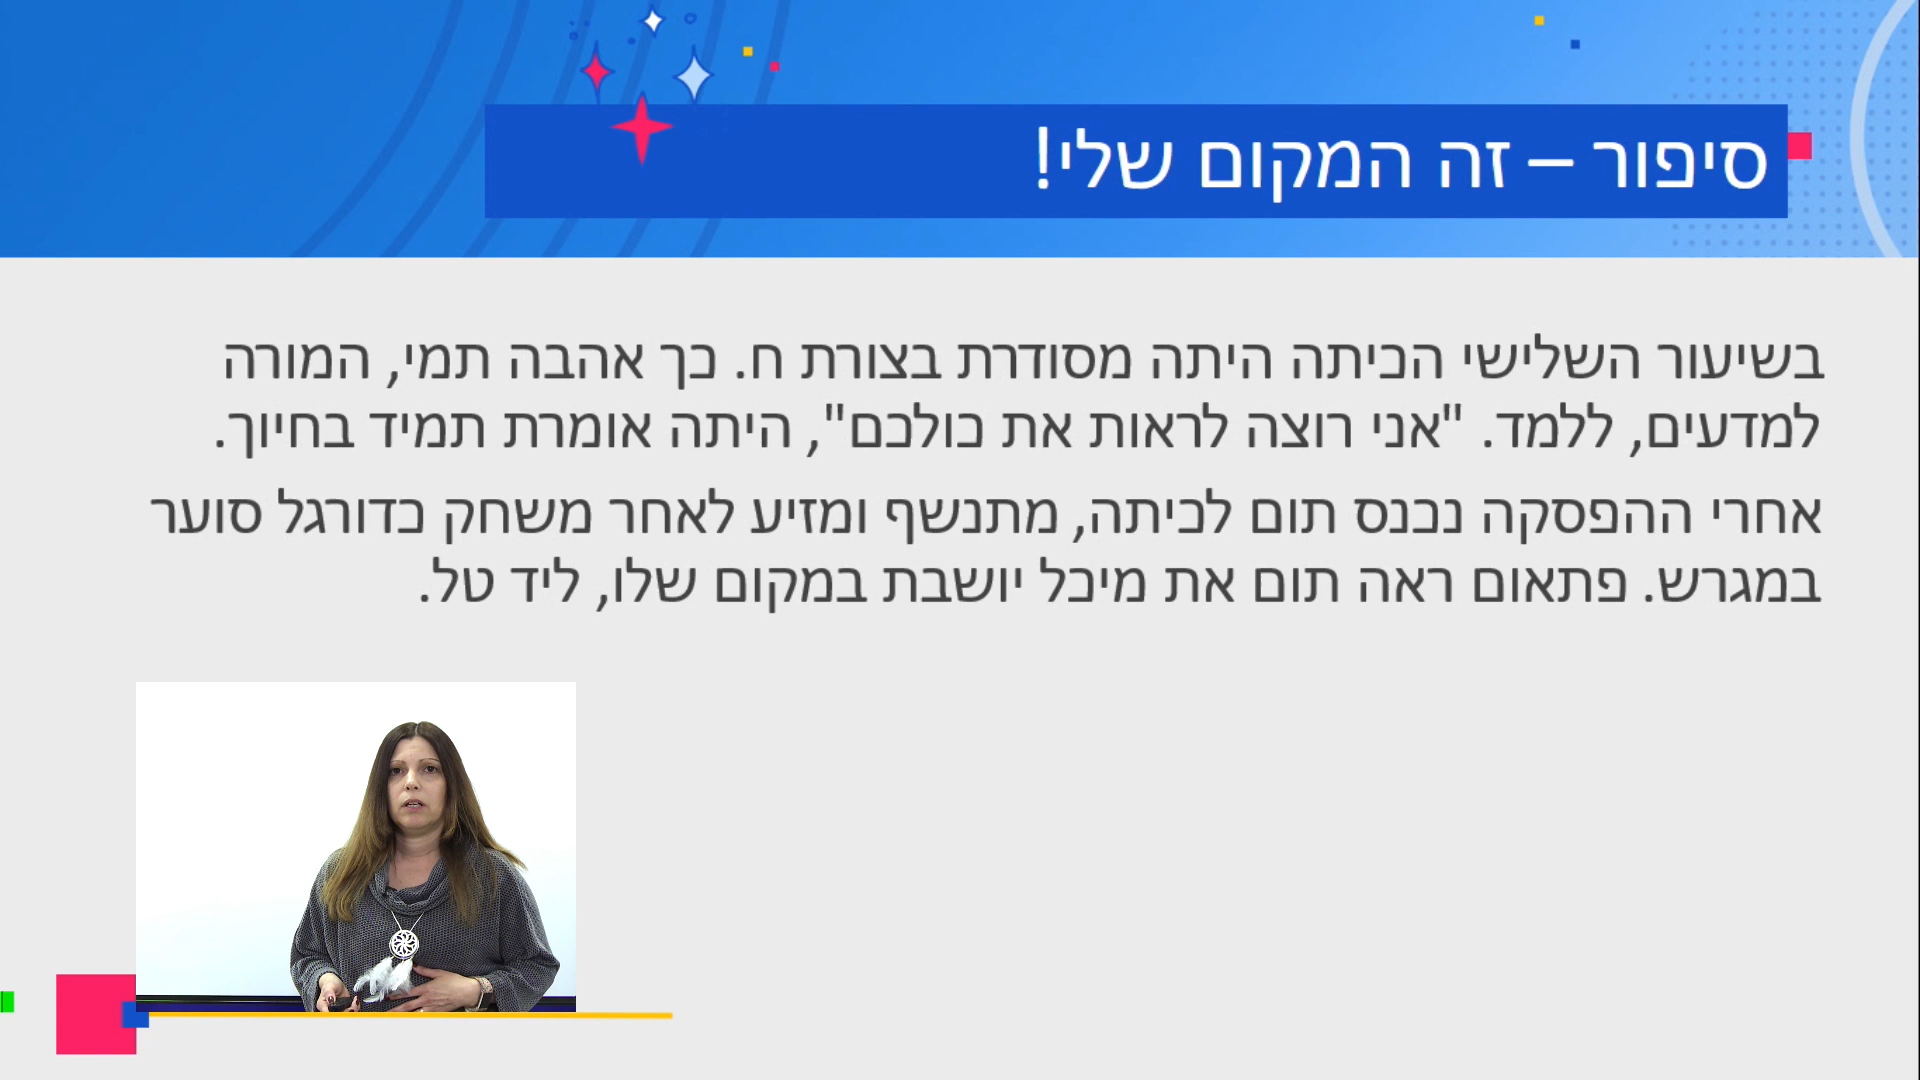 סיפור – זה המקום שלי!
בשיעור השלישי הכיתה היתה מסודרת בצורת ח. כך אהבה תמי, המורה
למדעים, ללמד. "אני רוצה לראות את כולכם", היתה אומרת תמיד בחיוך.
אחרי ההפסקה נכנס תום לכיתה, מתנשף ומזיע לאחר משחק כדורגל סוער
במגרש. פתאום ראה תום את מיכל יושבת במקום שלו, ליד טל.